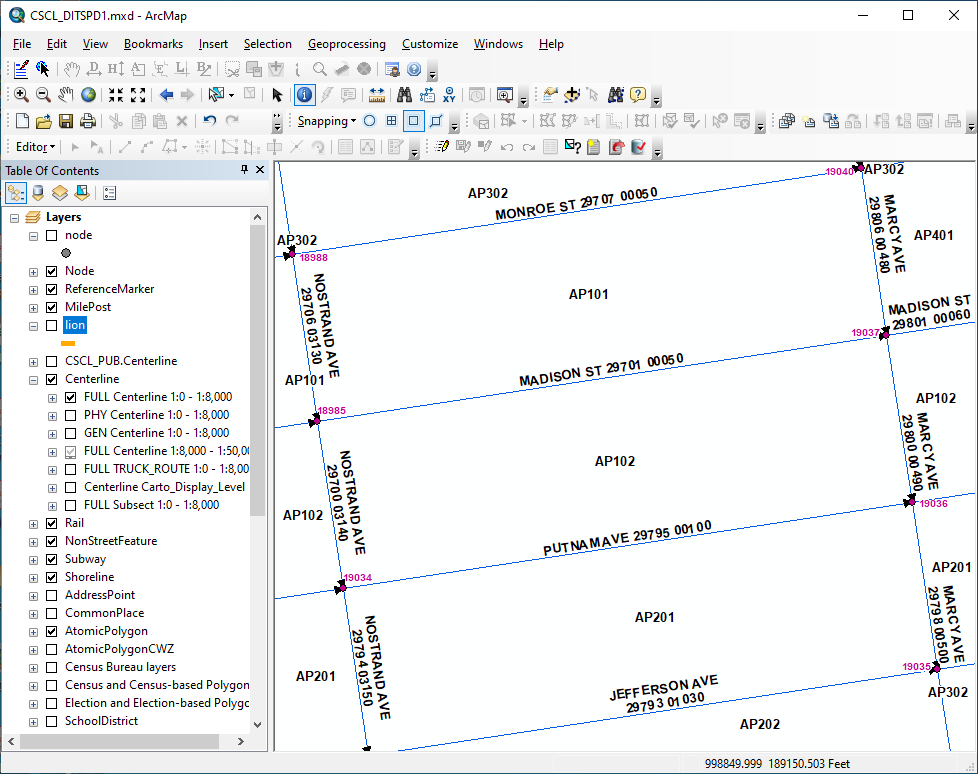 CSCL_DITSPD1.mxd - ArcMap
File Edit View Bookmarks Insert Selection Geoprocessing Customize Windows Help
Snapping
Editor
Table Of Contents
Layers
node
Node
ReferenceMarker
MilePost
lion
CSCL_PUB.Centerline
Centerline
FULL Centerline 1:0 - 1:8,000
PHY Centerline 1:0 - 1:8,000
GEN Centerline 1:0 - 1:8,000
FULL Centerline 1:8,000 - 1:50,00
FULL TRUCK_ROUTE 1:0 - 1:8,00
Centerline Carto_Display_Level
FULL Subsect 1:0 - 1:8,000
Rail
NonStreetFeature
Subway
Shoreline
AddressPoint
CommonPlace
AtomicPolygon
AtomicPolygonCWZ
Census Bureau layers
Census and Census-based Polygon
Election and Election-based Polygo
SchoolDistrict
19040 AP302
AP302
MONROE ST 29707 00050
MARCY AVE
29806 00480
AP401
AP302
18988
AP101
NOSTRAND AVE
29706 03130
MADISON ST
29801 00060
19037
MADISON ST 29701 00050
AP101
18985
AP102
MARCY AVE
29800 00490
AP102
NOSTRAND AVE
29700 03140
AP102
19036
PUTNAM AVE 29795 00100
AP201
19034
MARCY AVE
29798 00500
AP201
NOSTRAND AVE
29794 03150
AP201
19035
JEFFERSON AVE
29793 01030
AP302
AP202
998849.999 189150.503 Feet